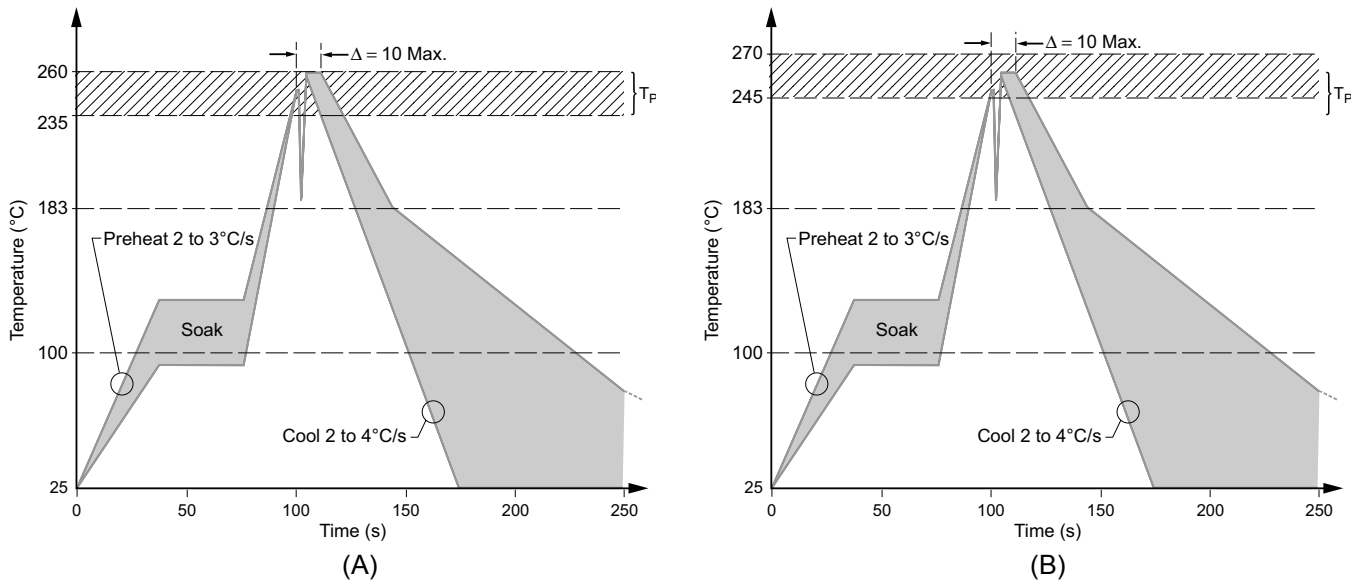 Δ = 10 Max.
260
235
183
100
25
Temperature (°C)
T_P
Preheat 2 to 3°C/s
Soak
Cool 2 to 4°C/s
0
50
100
150
200
250
Time (s)
(A)
Δ = 10 Max.
270
260
245
183
100
25
Temperature (°C)
T_P
Preheat 2 to 3°C/s
Soak
Cool 2 to 4°C/s
0
50
100
150
200
250
Time (s)
(B)